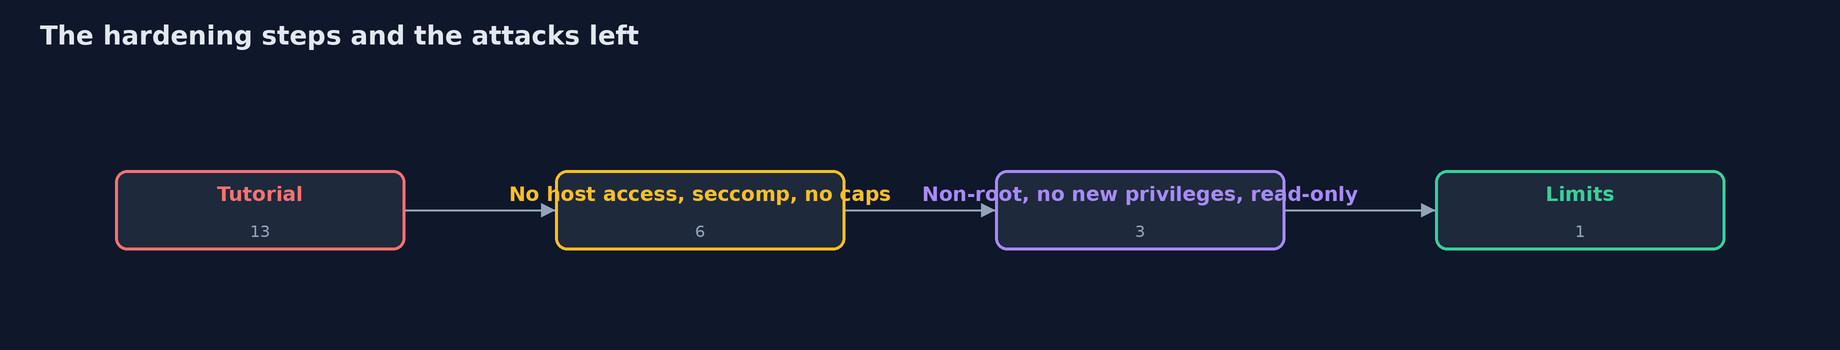 The hardening steps and the attacks left
Tutorial
13
No host access, seccomp, no caps
6
Non-root, no new privileges, read-only
3
Limits
1